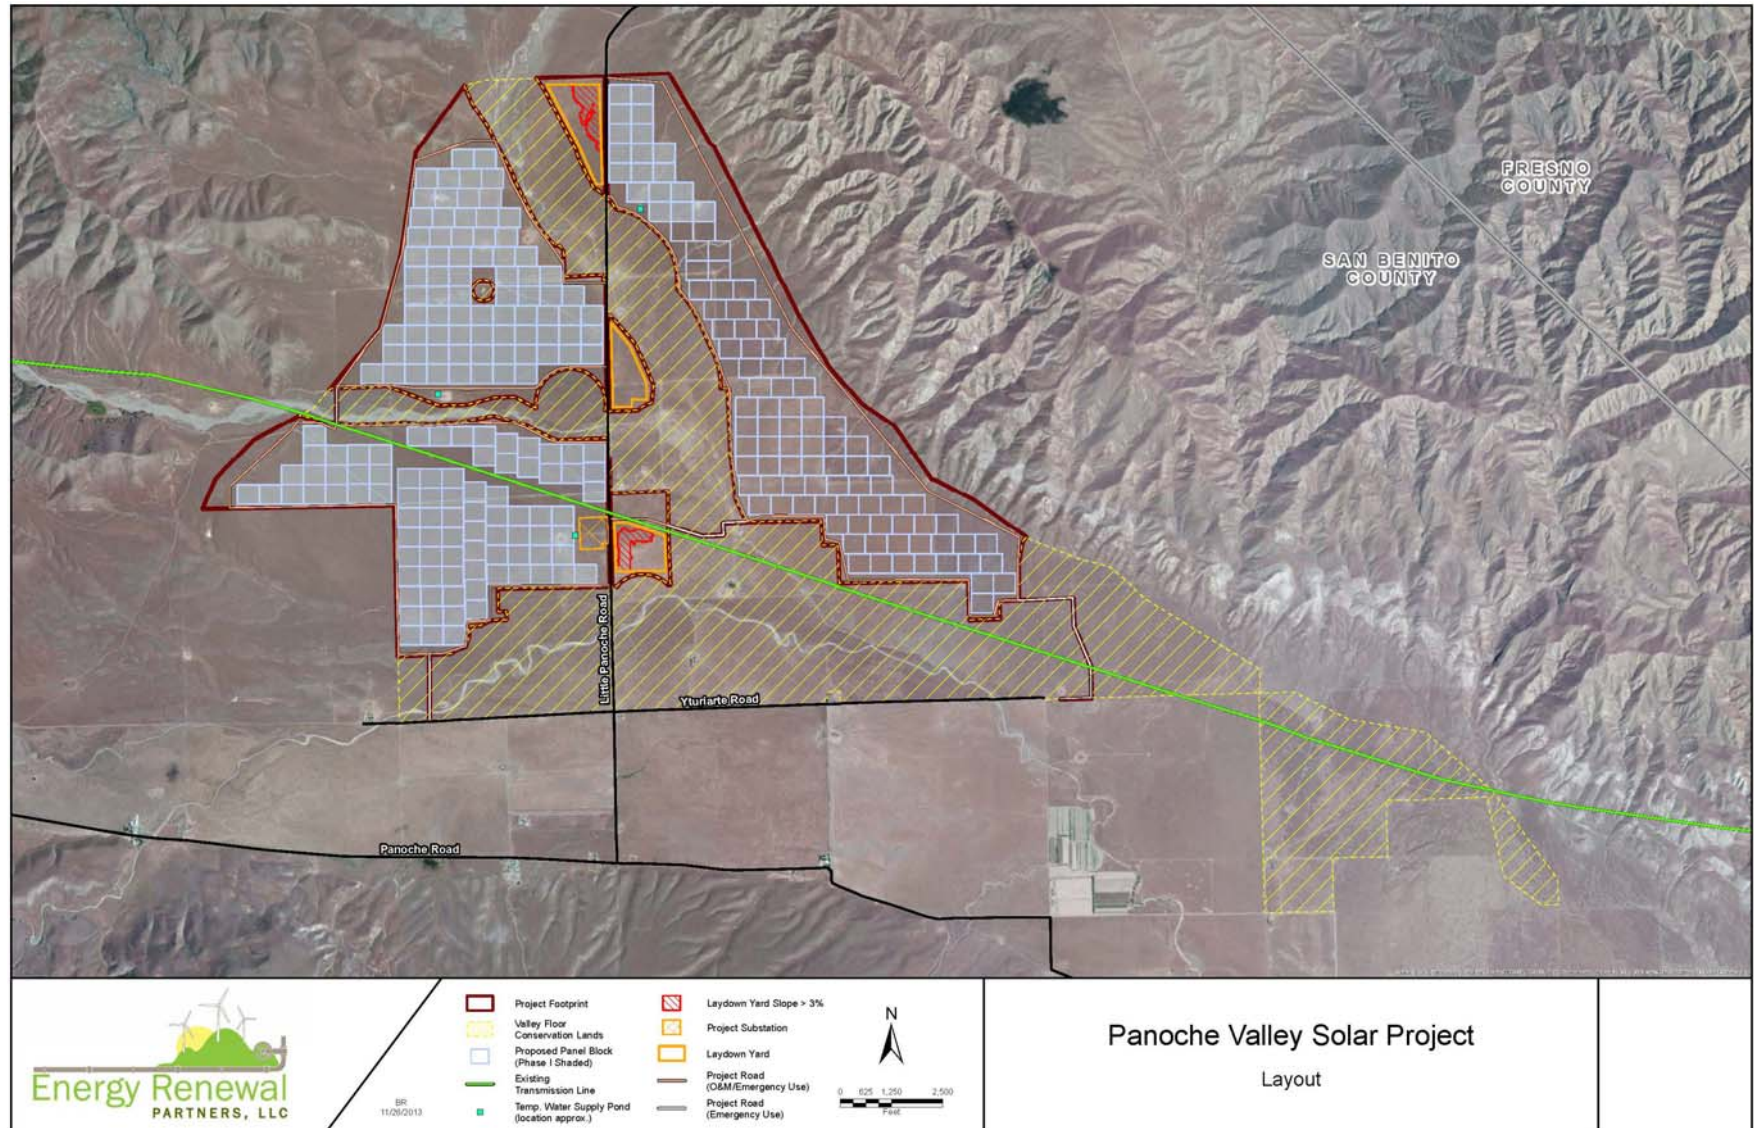 FRESNO
COUNTY
SAN BENITO
COUNTY
Little Panoche Road
Yturiarte Road
Panoche Road
Energy Renewal
PARTNERS, LLC
BR
11/26/2013
Project Footprint
Valley Floor
Conservation Lands
Proposed Panel Block
(Phase I Shaded)
Existing
Transmission Line
Temp. Water Supply Pond
(location approx.)
Laydown Yard Slope > 3%
Project Substation
Laydown Yard
Project Road
(O&M/Emergency Use)
Project Road
(Emergency Use)
N
0 625 1,250 2,500
Feet
Panoche Valley Solar Project
Layout